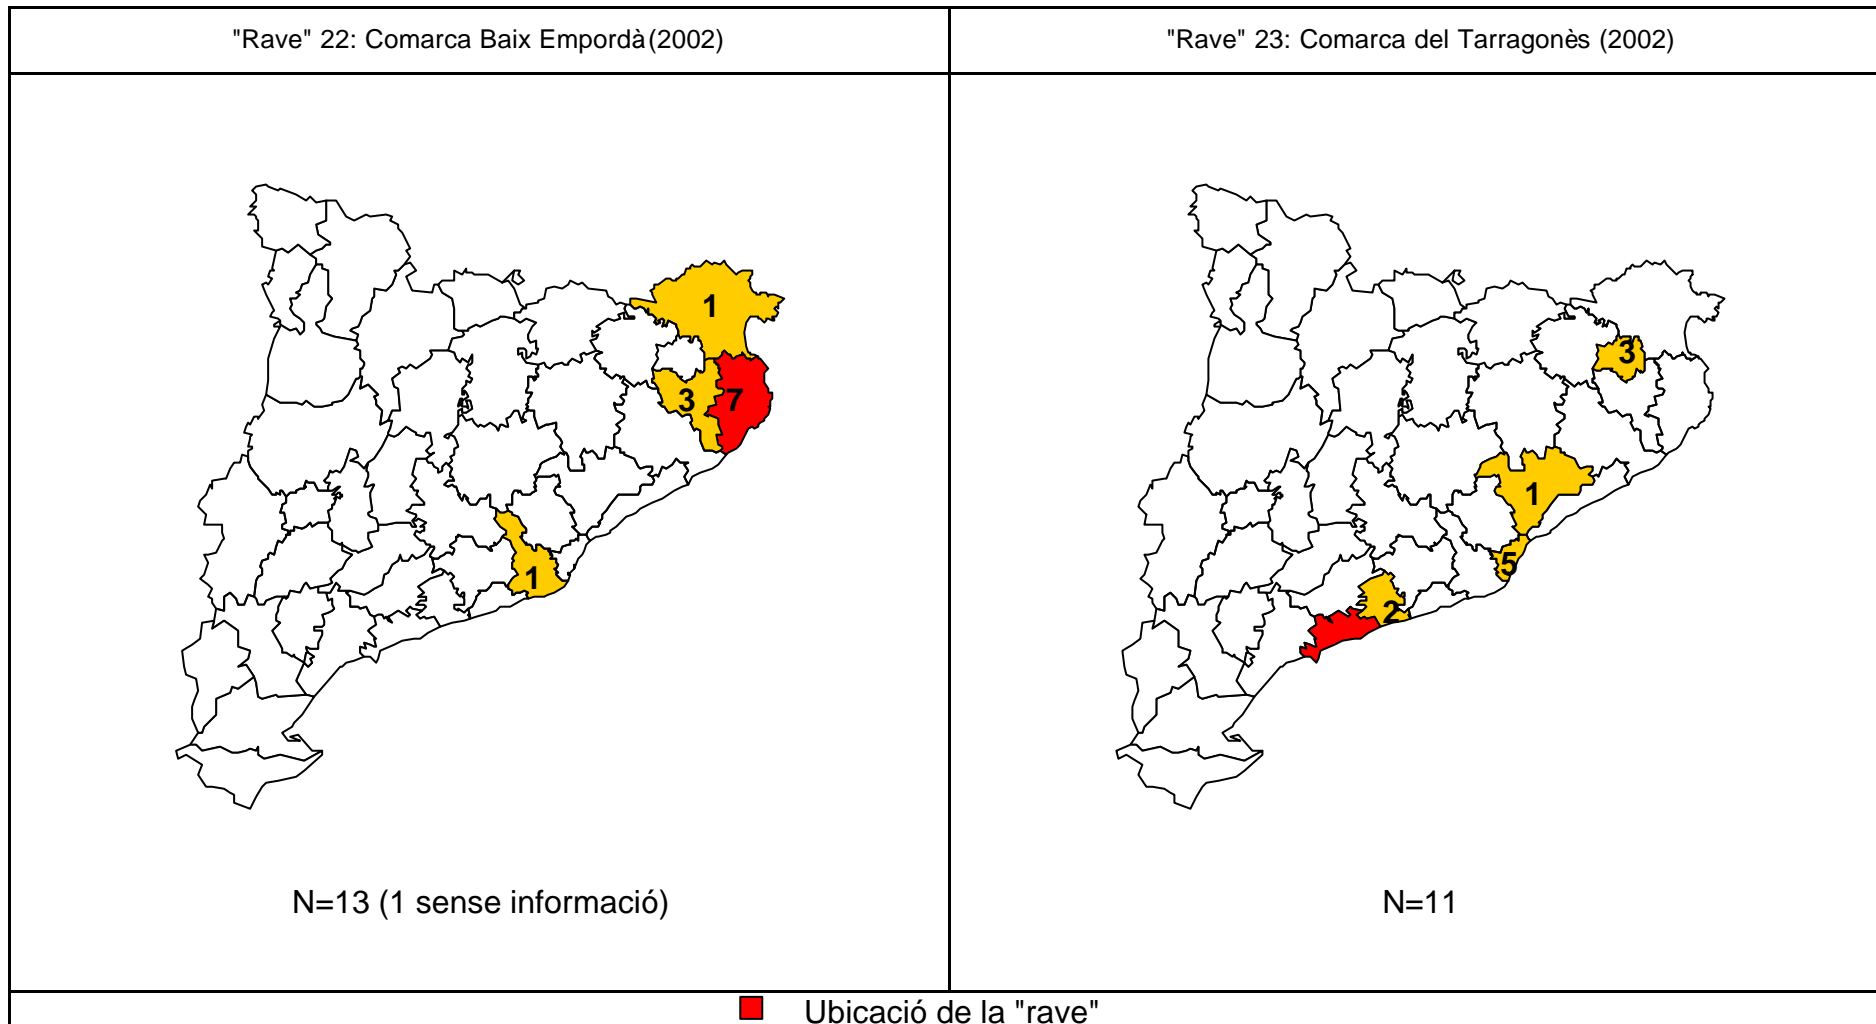 "Rave" 22: Comarca Baix Empordà (2002)
1
3
7
1
N=13 (1 sense informació)
"Rave" 23: Comarca del Tarragonès (2002)
3
1
5
2
N=11
Ubicació de la "rave"